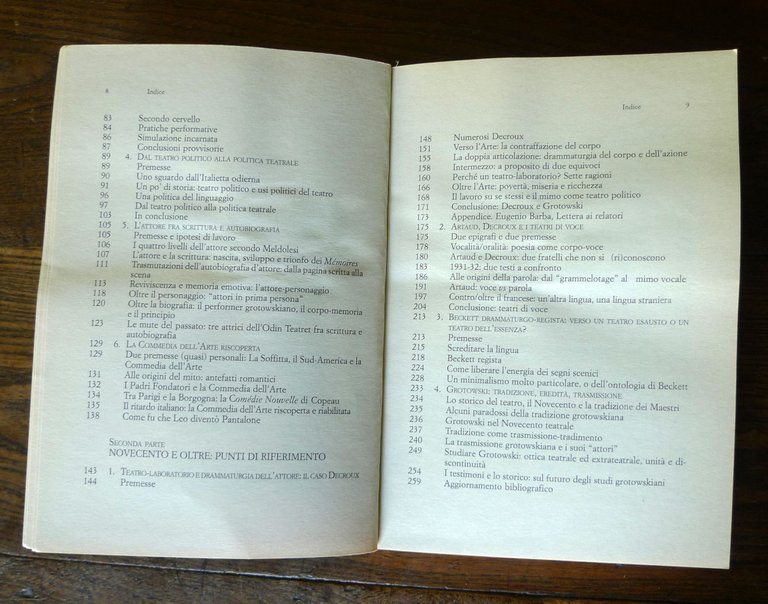 8 Indice
83 Secondo cervello
84 Pratiche performative
86 Simulazione incarnata
87 Conclusioni provvisorie
89 4. DAL TEATRO POLITICO ALLA POLITICA TEATRALE
89 Premesse
90 Uno sguardo dall'Italietta odierna
91 Un po' di storia: teatro politico e usi politici del teatro
96 Una politica del linguaggio
97 Dal teatro politico alla politica teatrale
103 In conclusione
105 5. L'ATTORE FRA SCRITTURA E AUTOBIOGRAFIA
105 Premesse e ipotesi di lavoro
106 I quattro livelli dell'attore secondo Meldolesi
107 L'attore e la scrittura: nascita, sviluppo e trionfo dei Mémoires
111 Trasmutazioni dell'autobiografia d'attore: dalla pagina scritta alla
scena
113 Reviviscenza e memoria emotiva: l'attore-personaggio
118 Oltre il personaggio: "attori in prima persona"
120 Oltre la biografia: il performer grotowskiano, il corpo-memoria
e il principio
123 Le mute del passato: tre attrici dell'Odin Teatret fra scrittura e
autobiografia
129 6. LA COMMEDIA DELL'ARTE RISCOPERTA
129 Due premesse (quasi) personali: La Soffitta, il Sud-America e la
Commedia dell'Arte
131 Alle origini del mito: antefatti romantici
132 I Padri Fondatori e la Commedia dell'Arte
134 Tra Parigi e la Borgogna: la Comédie Nouvelle di Copeau
135 Il ritardo italiano: la Commedia dell'Arte riscoperta e riabilitata
138 Come fu che Leo diventò Pantalone
SECONDA PARTE
NOVECENTO E OLTRE: PUNTI DI RIFERIMENTO
143 1. TEATRO-LABORATORIO E DRAMMATURGIA DELL'ATTORE: IL CASO DECROUX
144 Premesse
Indice 9
148 Numerosi Decroux
151 Verso l'Arte: la contraffazione del corpo
155 La doppia articolazione: drammaturgia del corpo e dell'azione
158 Intermezzo: a proposito di due equivoci
160 Perché un teatro-laboratorio? Sette ragioni
166 Oltre l'Arte: povertà, miseria e ricchezza
168 Il lavoro su se stessi e il mimo come teatro politico
171 Conclusione: Decroux e Grotowski
173 Appendice. Eugenio Barba, Lettera ai relatori
175 2. ARTAUD, DECROUX E I TEATRI DI VOCE
175 Due epigrafi e due premesse
178 Vocalità/oralità: poesia come corpo-voce
180 Artaud e Decroux: due fratelli che non si (ri)conoscono
183 1931-32: due testi a confronto
186 Alle origini della parola: dal "grammelotage" al mimo vocale
191 Artaud: voce vs parola
197 Contro/oltre il francese: un'altra lingua, una lingua straniera
204 Conclusione: teatri di voce
213 3. BECKETT DRAMMATURGO-REGISTA: VERSO UN TEATRO ESAUSTO O UN
TEATRO DELL'ESSENZA?
213 Premesse
215 Screditare la lingua
218 Beckett regista
224 Come liberare l'energia dei segni scenici
228 Un minimalismo molto particolare, o dell'ontologia di Beckett
233 4. GROTOWSKI: TRADIZIONE, EREDITÀ, TRASMISSIONE
234 Lo storico del teatro, il Novecento e la tradizione dei Maestri
235 Alcuni paradossi della tradizione grotowskiana
236 Grotowski nel Novecento teatrale
237 Tradizione come trasmissione-tradimento
240 La trasmissione grotowskiana e i suoi "attori"
249 Studiare Grotowski: ottica teatrale ed extrateatrale, unità e di-
scontinuità
254 I testimoni e lo storico: sul futuro degli studi grotowskiani
259 Aggiornamento bibliografico